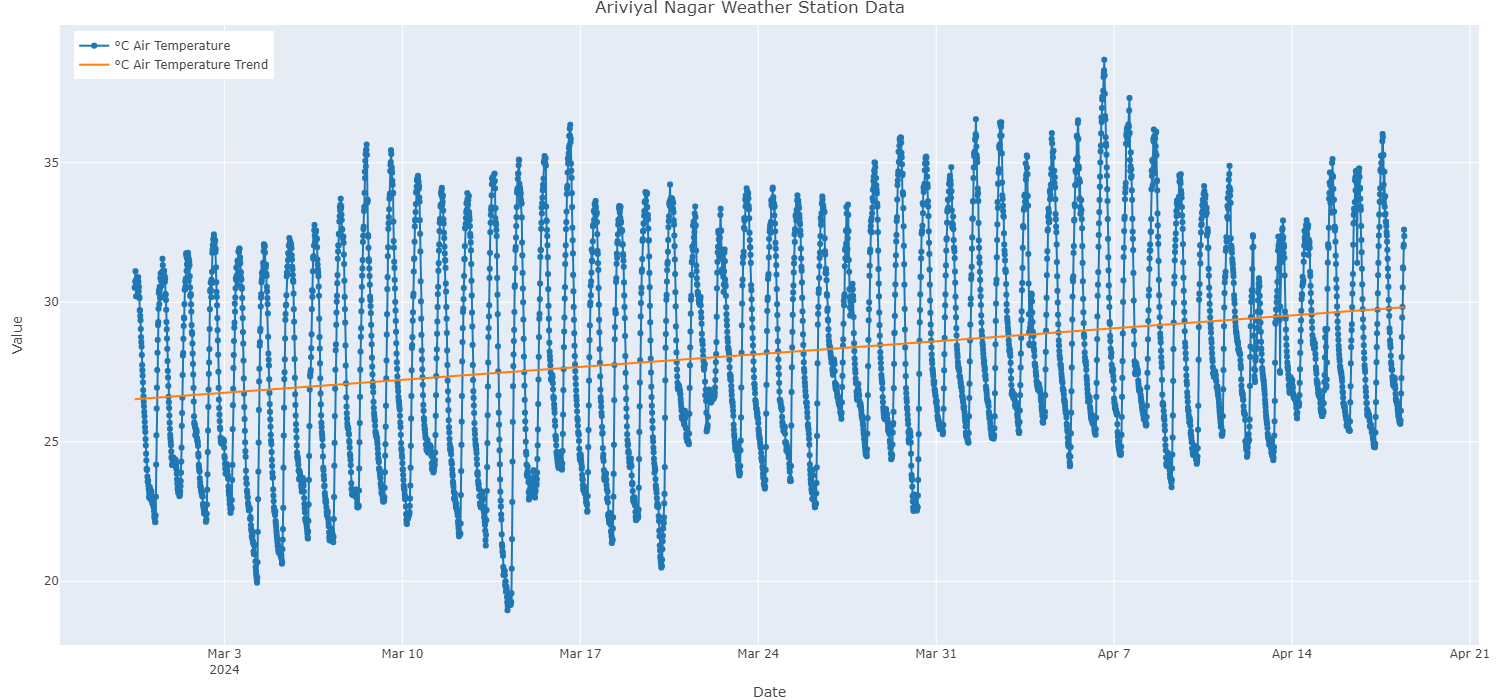 Ariviyal Nagar Weather Station Data
°C Air Temperature
°C Air Temperature Trend
Value
35
30
25
20
Mar 3
2024
Mar 10
Mar 17
Mar 24
Mar 31
Apr 7
Apr 14
Apr 21
Date